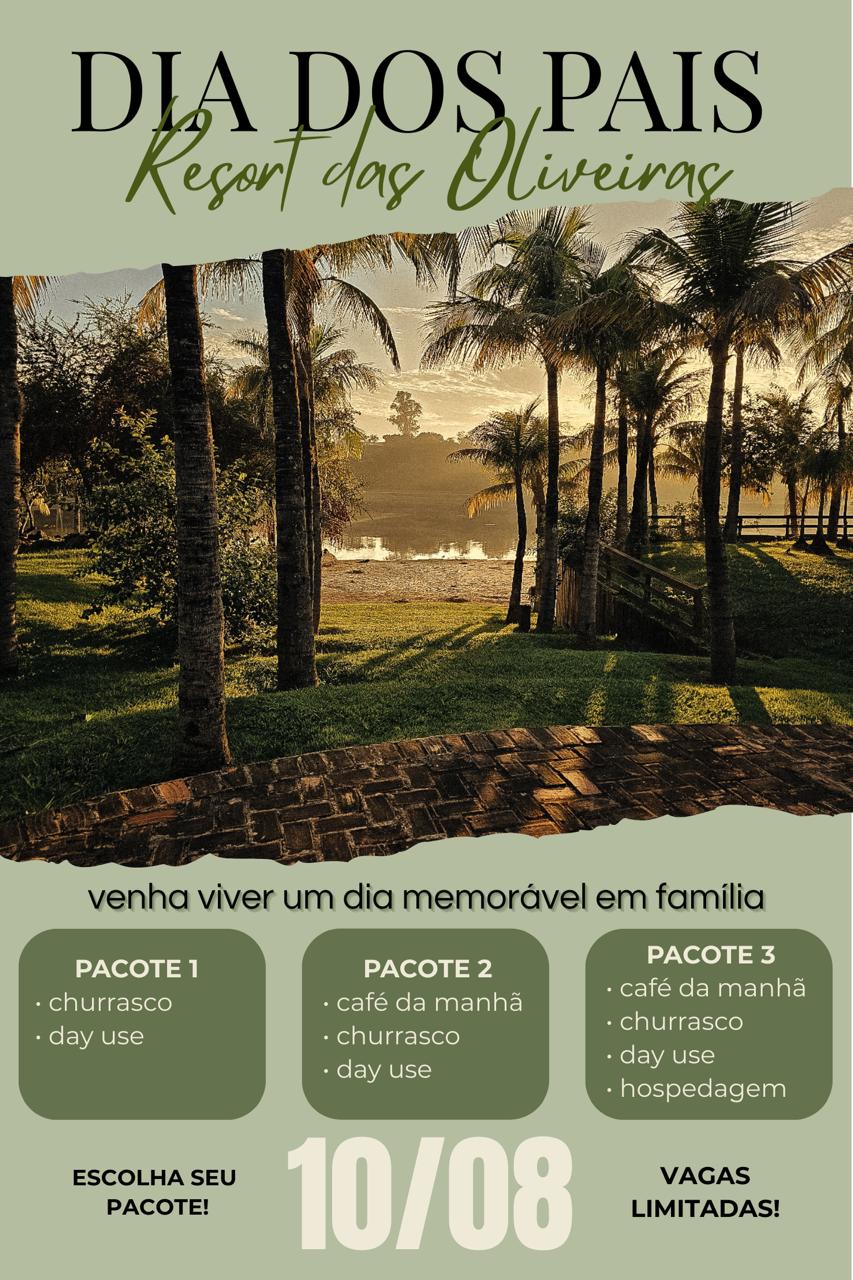 DIA DOS PAIS
Resort das Oliveiras
venha viver um dia memorável em família
PACOTE 1
• churrasco
• day use
PACOTE 2
• café da manhã
• churrasco
• day use
PACOTE 3
• café da manhã
• churrasco
• day use
• hospedagem
ESCOLHA SEU
PACOTE!
10/08
VAGAS
LIMITADAS!